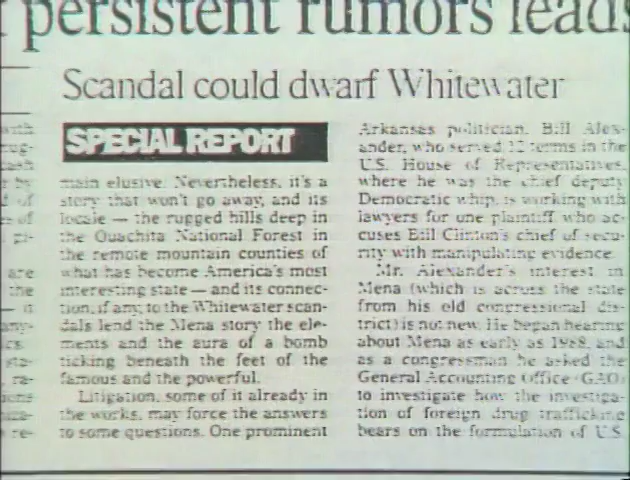 persistent rumors leads
Scandal could dwarf Whitewater
SPECIAL REPORT
with
by
of
of
are
the
it
main elusive. Nevertheless, it's a
story that won't go away, and its
locale — the rugged hills deep in
the Ouachita National Forest in
the remote mountain counties of
what has become America's most
interesting state — and its connec-
tion, if any, to the Whitewater scan-
dals lend the Mena story the ele-
ments and the aura of a bomb
ticking beneath the feet of the
famous and the powerful.
Litigation, some of it already in
the works, may force the answers
to some questions. One prominent
Arkansas politician, Bill Alex-
ander, who served 12 terms in the
U.S. House of Representatives,
where he was the chief deputy
Democratic whip, is working with
lawyers for one plaintiff who ac-
cuses Bill Clinton's chief of secu-
rity with manipulating evidence.
Mr. Alexander's interest in
Mena (which is across the state
from his old congressional dis-
trict) is not new. He began hearing
about Mena as early as 1988, and
as a congressman he asked the
General Accounting Office (GAO)
to investigate how the investiga-
tion of foreign drug trafficking
bears on the formulation of U.S.